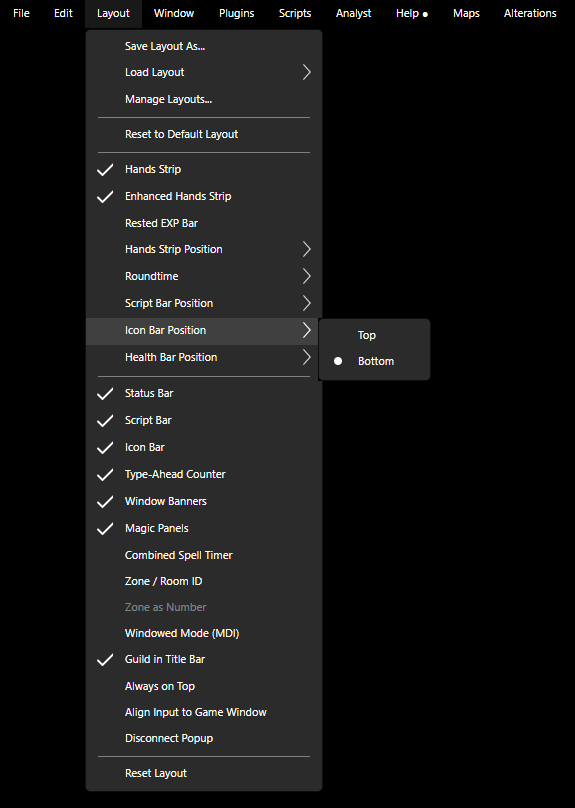 File Edit Layout Window Plugins Scripts Analyst Help Maps Alterations
Save Layout As...
Load Layout
Manage Layouts...
Reset to Default Layout
Hands Strip
Enhanced Hands Strip
Rested EXP Bar
Hands Strip Position
Roundtime
Script Bar Position
Icon Bar Position
Top
Bottom
Health Bar Position
Status Bar
Script Bar
Icon Bar
Type-Ahead Counter
Window Banners
Magic Panels
Combined Spell Timer
Zone / Room ID
Zone as Number
Windowed Mode (MDI)
Guild in Title Bar
Always on Top
Align Input to Game Window
Disconnect Popup
Reset Layout